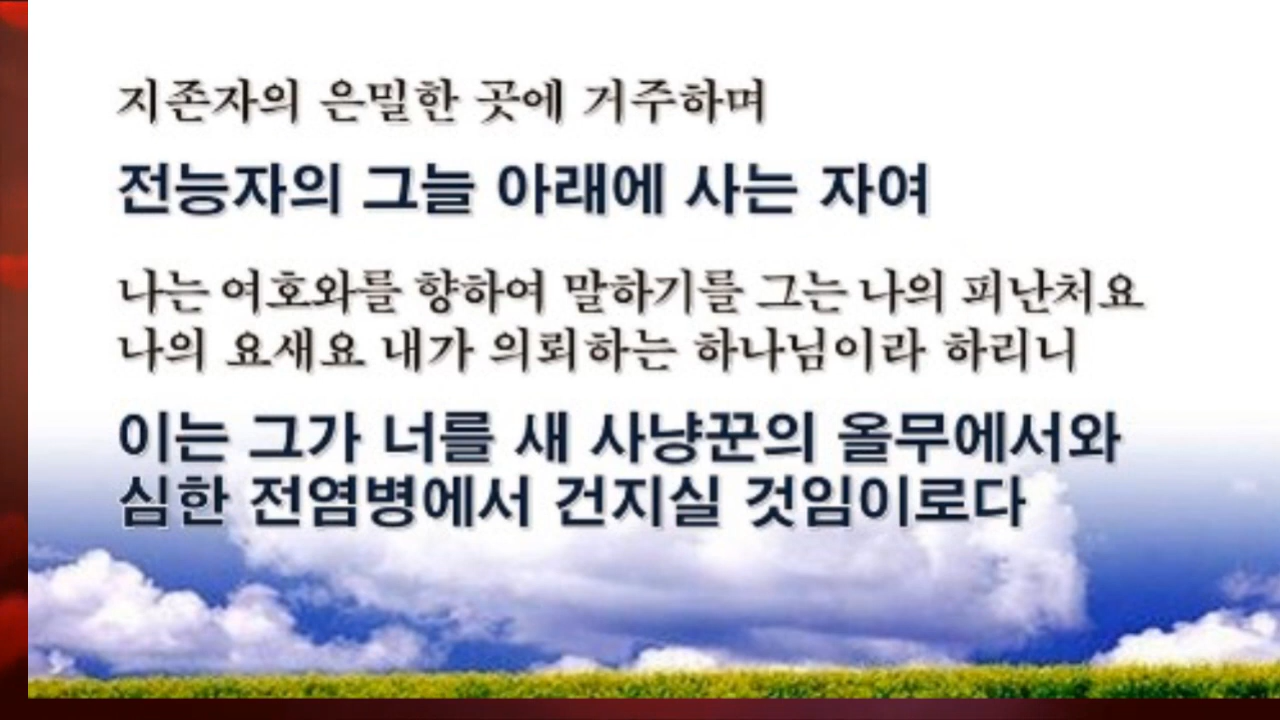 지존자의 은밀한 곳에 거주하며
전능자의 그늘 아래에 사는 자여
나는 여호와를 향하여 말하기를 그는 나의 피난처요
나의 요새요 내가 의뢰하는 하나님이라 하리니
이는 그가 너를 새 사냥꾼의 올무에서와
심한 전염병에서 건지실 것임이로다